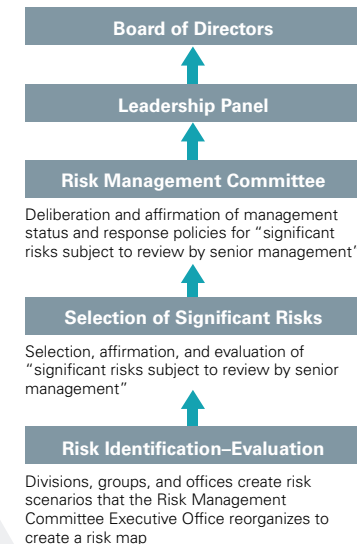 Board of Directors
Leadership Panel
Risk Management Committee
Deliberation and affirmation of management
status and response policies for “significant
risks subject to review by senior management”
Selection of Significant Risks
Selection, affirmation, and evaluation of
“significant risks subject to review by senior
management”
Risk Identification–Evaluation
Divisions, groups, and offices create risk
scenarios that the Risk Management
Committee Executive Office reorganizes to
create a risk map